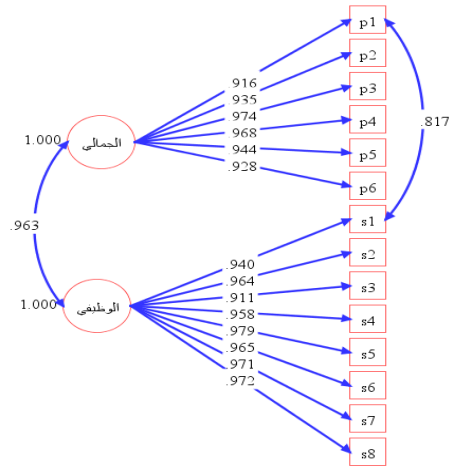 p1
p2
p3
p4
p5
p6
s1
s2
s3
s4
s5
s6
s7
s8
.916
.935
.974
.968
.944
.928
.817
1.000
الجمالي
.963
1.000
الوظيفي
.940
.964
.911
.958
.979
.965
.971
.972